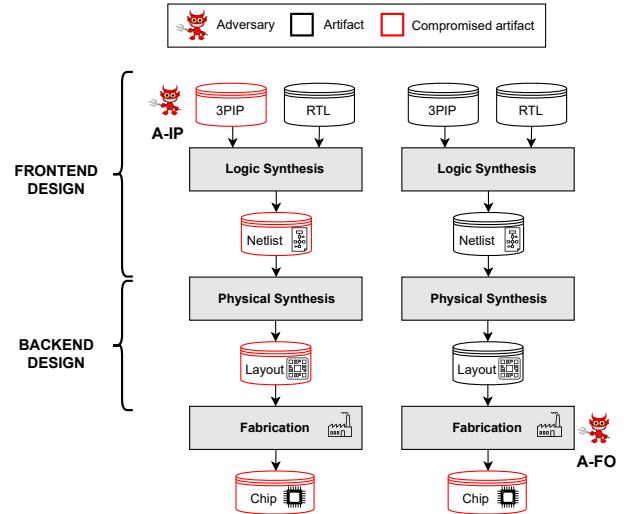 Adversary Artifact Compromised artifact
FRONTEND
DESIGN
BACKEND
DESIGN
A-IP
3PIP RTL
Logic Synthesis
Netlist
Physical Synthesis
Layout
Fabrication
Chip
3PIP RTL
Logic Synthesis
Netlist
Physical Synthesis
Layout
Fabrication
A-FO
Chip